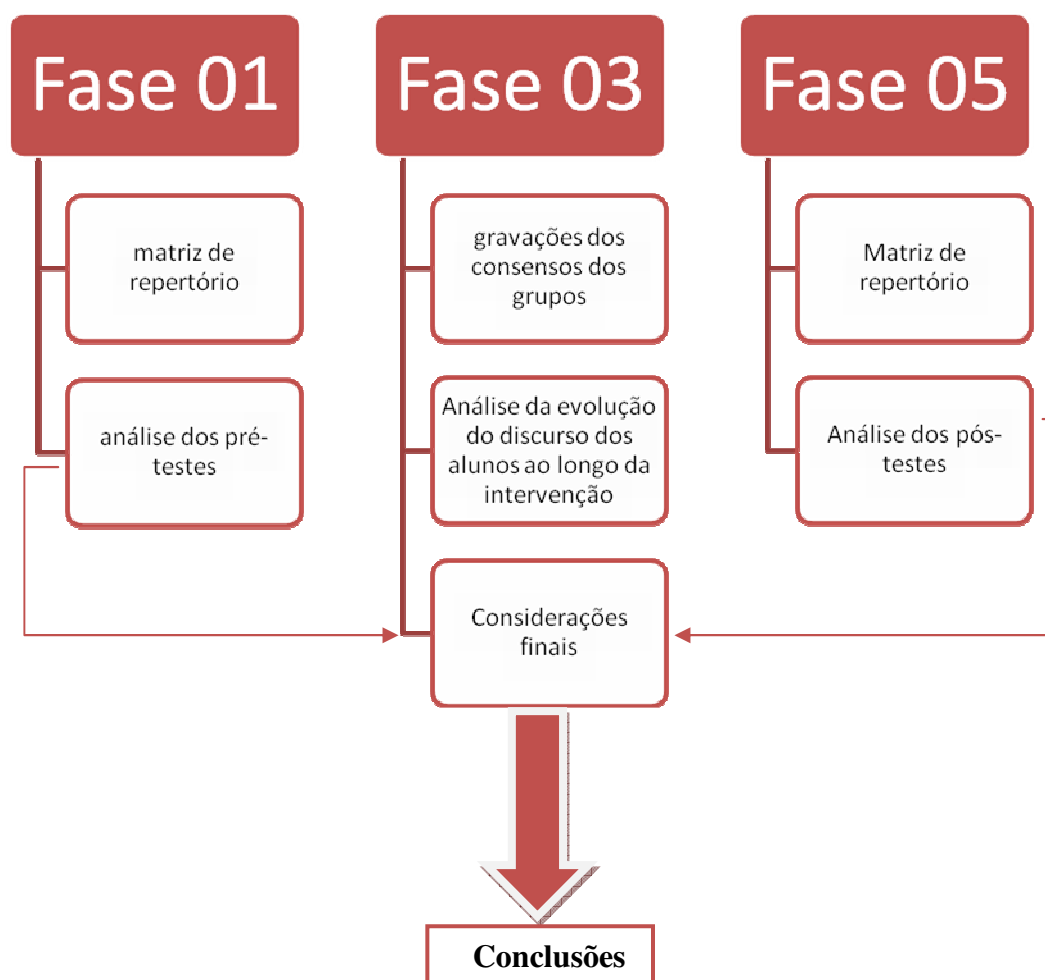 Fase 01
matriz de
repertório
análise dos pré-
testes
Fase 03
gravações dos
consensos dos
grupos
Análise da evolução
do discurso dos
alunos ao longo da
intervenção
Considerações
finais
Fase 05
Matriz de
repertório
Análise dos pós-
testes
Conclusões